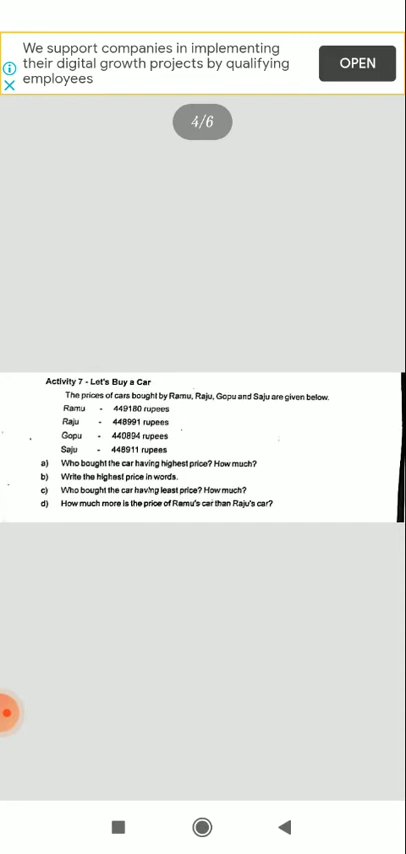 We support companies in implementing
their digital growth projects by qualifying
employees
OPEN
4/6
Activity 7 - Let's Buy a Car
The prices of cars bought by Ramu, Raju, Gopu and Saju are given below.
Ramu - 449180 rupees
Raju - 448991 rupees
Gopu - 440894 rupees
Saju - 448911 rupees
a) Who bought the car having highest price? How much?
b) Write the highest price in words.
c) Who bought the car having least price? How much?
d) How much more is the price of Ramu's car than Raju's car?